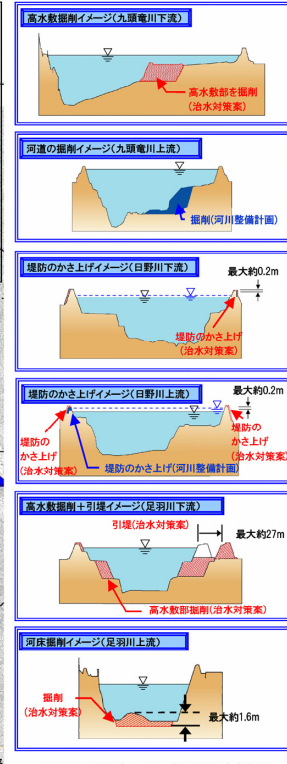 高水敷掘削イメージ(九頭竜川下流)
高水敷部を掘削
(治水対策案)
河道の掘削イメージ(九頭竜川上流)
掘削(河川整備計画)
堤防のかさ上げイメージ(日野川下流)
最大約0.2m
堤防のかさ上げ
(治水対策案)
堤防のかさ上げイメージ(日野川上流)
最大約0.2m
堤防の
かさ上げ
(治水対策案)
堤防のかさ上げ(河川整備計画)
堤防の
かさ上げ
(治水対策案)
高水敷掘削+引堤イメージ(足羽川下流)
引堤(治水対策案)
最大約27m
高水敷部掘削(治水対策案)
河床掘削イメージ(足羽川上流)
掘削
(治水対策案)
最大約1.6m